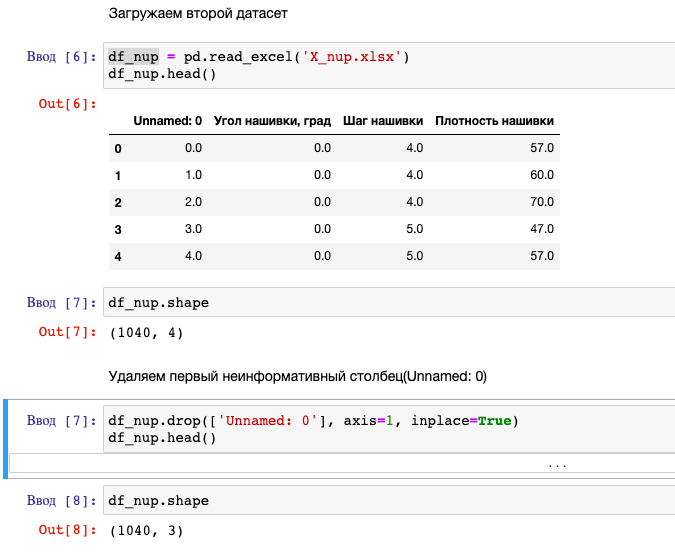 Загружаем второй датасет
Ввод [6]: df_nup = pd.read_excel('X_nup.xlsx')
df_nup.head()
Out[6]:
Unnamed: 0 Угол нашивки, град Шаг нашивки Плотность нашивки
0 0.0 0.0 4.0 57.0
1 1.0 0.0 4.0 60.0
2 2.0 0.0 4.0 70.0
3 3.0 0.0 5.0 47.0
4 4.0 0.0 5.0 57.0
Ввод [7]: df_nup.shape
Out[7]: (1040, 4)
Удаляем первый неинформативный столбец(Unnamed: 0)
Ввод [7]: df_nup.drop(['Unnamed: 0'], axis=1, inplace=True)
df_nup.head()
...
Ввод [8]: df_nup.shape
Out[8]: (1040, 3)